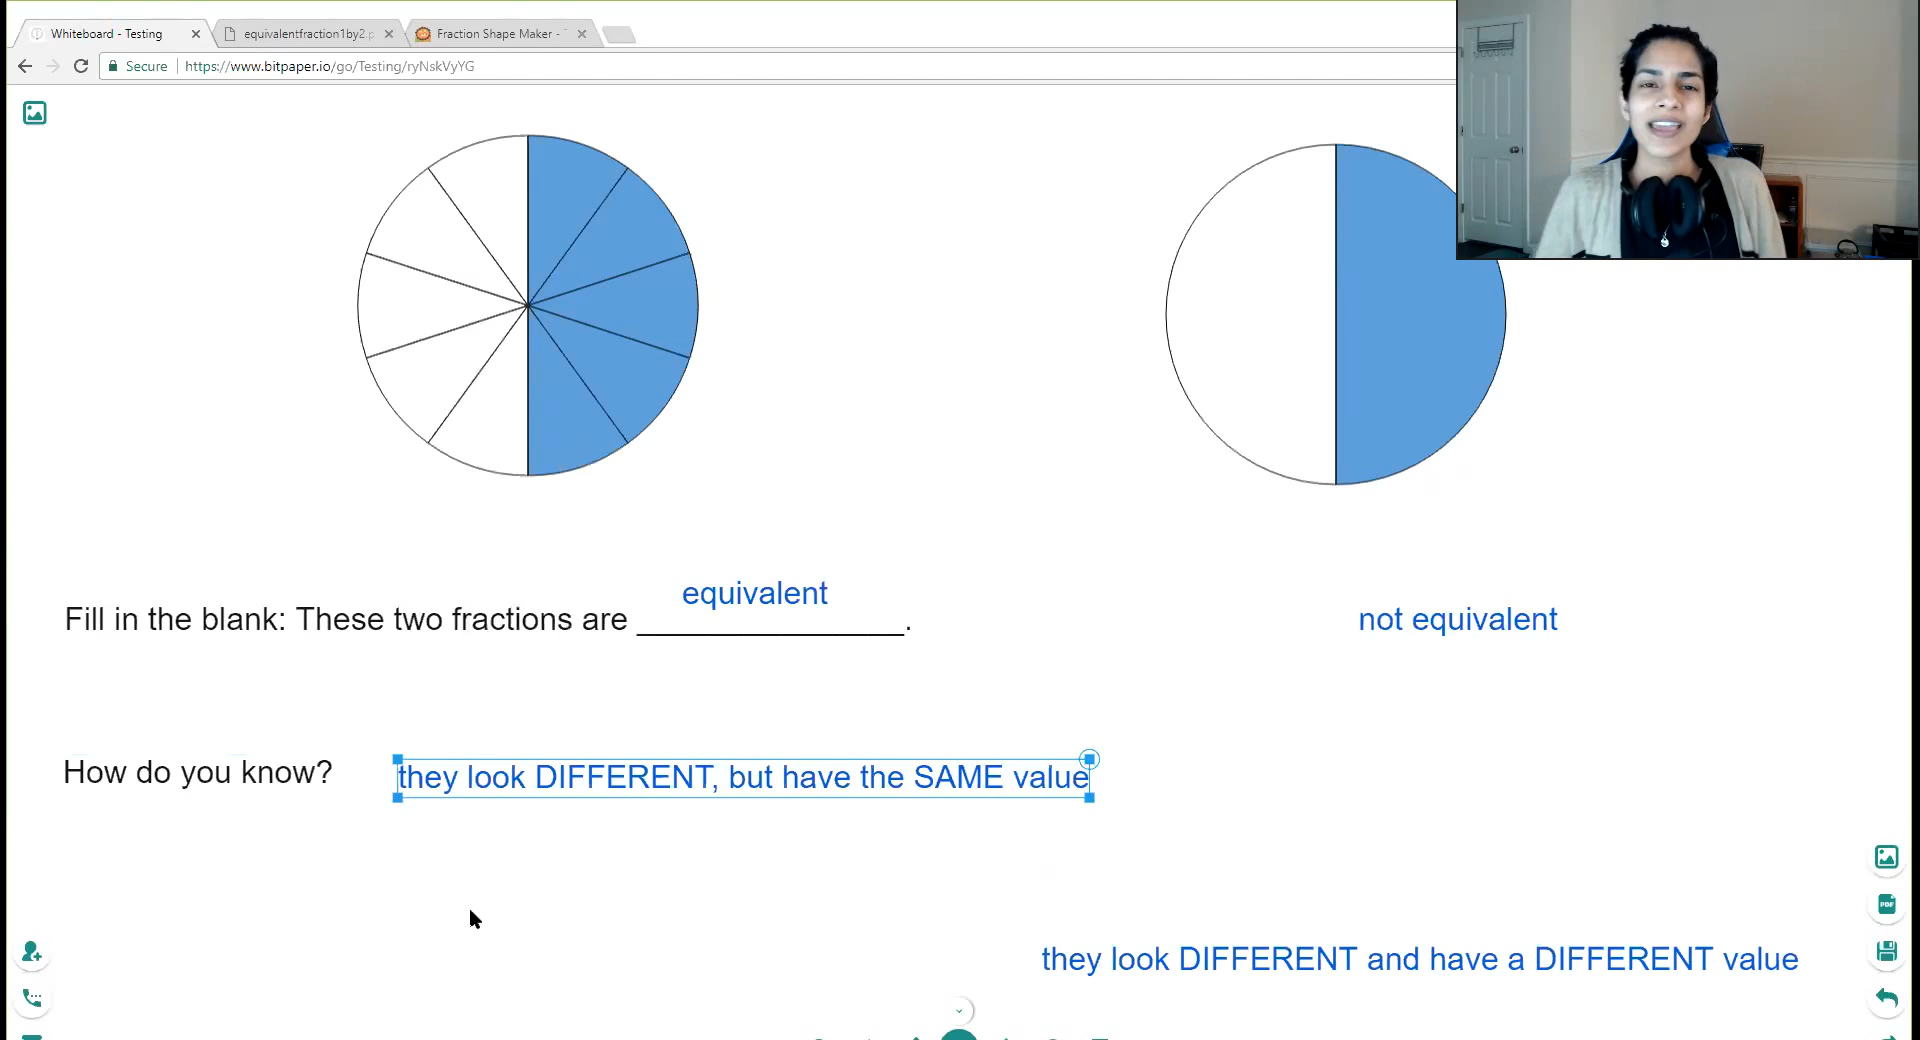 Whiteboard - Testing
equivalentfraction1by2.p
Fraction Shape Maker -
Secure
https://www.bitpaper.io/go/Testing/ryNskVyYG
equivalent
Fill in the blank: These two fractions are _______________.
not equivalent
How do you know?
they look DIFFERENT, but have the SAME value
PDF
they look DIFFERENT and have a DIFFERENT value